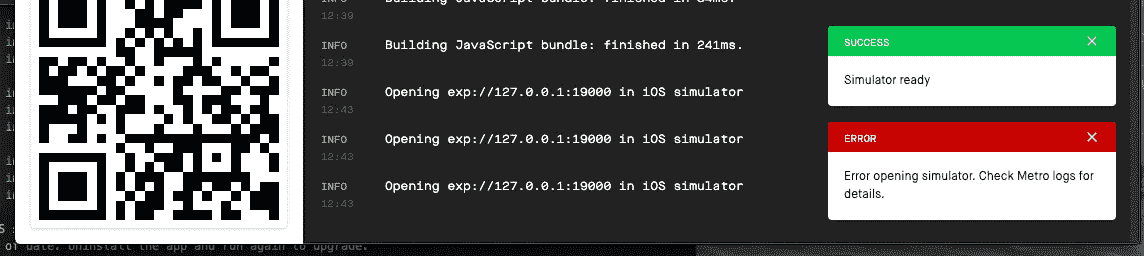 Building JavaScript bundle: finished in 34ms.
12:39
INFO
Building JavaScript bundle: finished in 241ms.
12:39
INFO
Opening exp://127.0.0.1:19000 in iOS simulator
12:43
INFO
Opening exp://127.0.0.1:19000 in iOS simulator
12:43
INFO
Opening exp://127.0.0.1:19000 in iOS simulator
12:43
SUCCESS
Simulator ready
ERROR
Error opening simulator. Check Metro logs for
details.
of date. Uninstall the app and run again to upgrade.